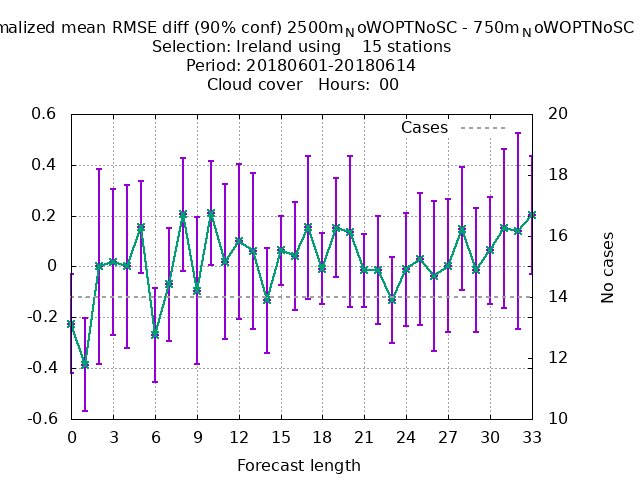 malized mean RMSE diff (90% conf) 2500mNoWOPTNoSC - 750mNoWOPTNoSC
Selection: Ireland using 15 stations
Period: 20180601-20180614
Cloud cover Hours: 00
Cases
0.6
0.4
0.2
0
-0.2
-0.4
-0.6
20
18
16
14
12
10
No cases
0 3 6 9 12 15 18 21 24 27 30 33
Forecast length